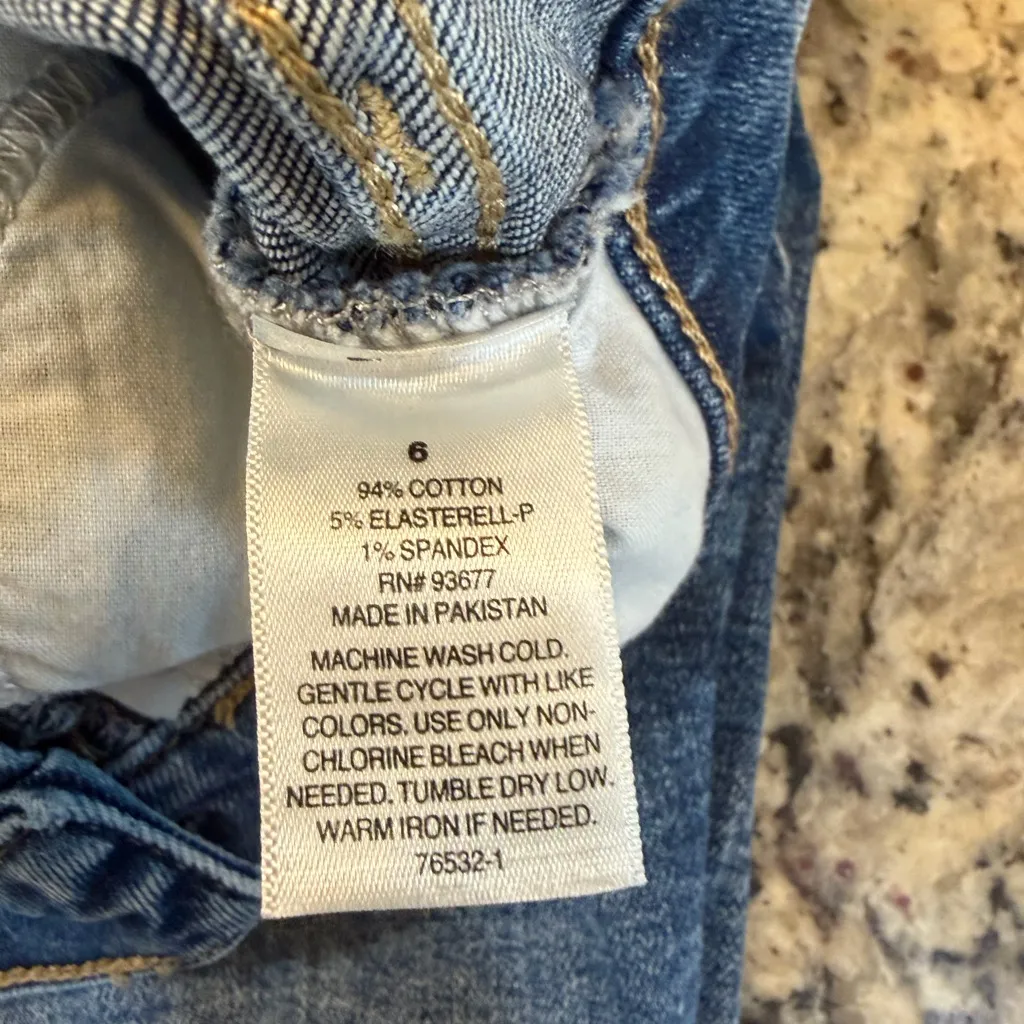 6
94% COTTON
5% ELASTERELL-P
1% SPANDEX
RN# 93677
MADE IN PAKISTAN
MACHINE WASH COLD.
GENTLE CYCLE WITH LIKE
COLORS. USE ONLY NON-
CHLORINE BLEACH WHEN
NEEDED. TUMBLE DRY LOW.
WARM IRON IF NEEDED.
76532-1